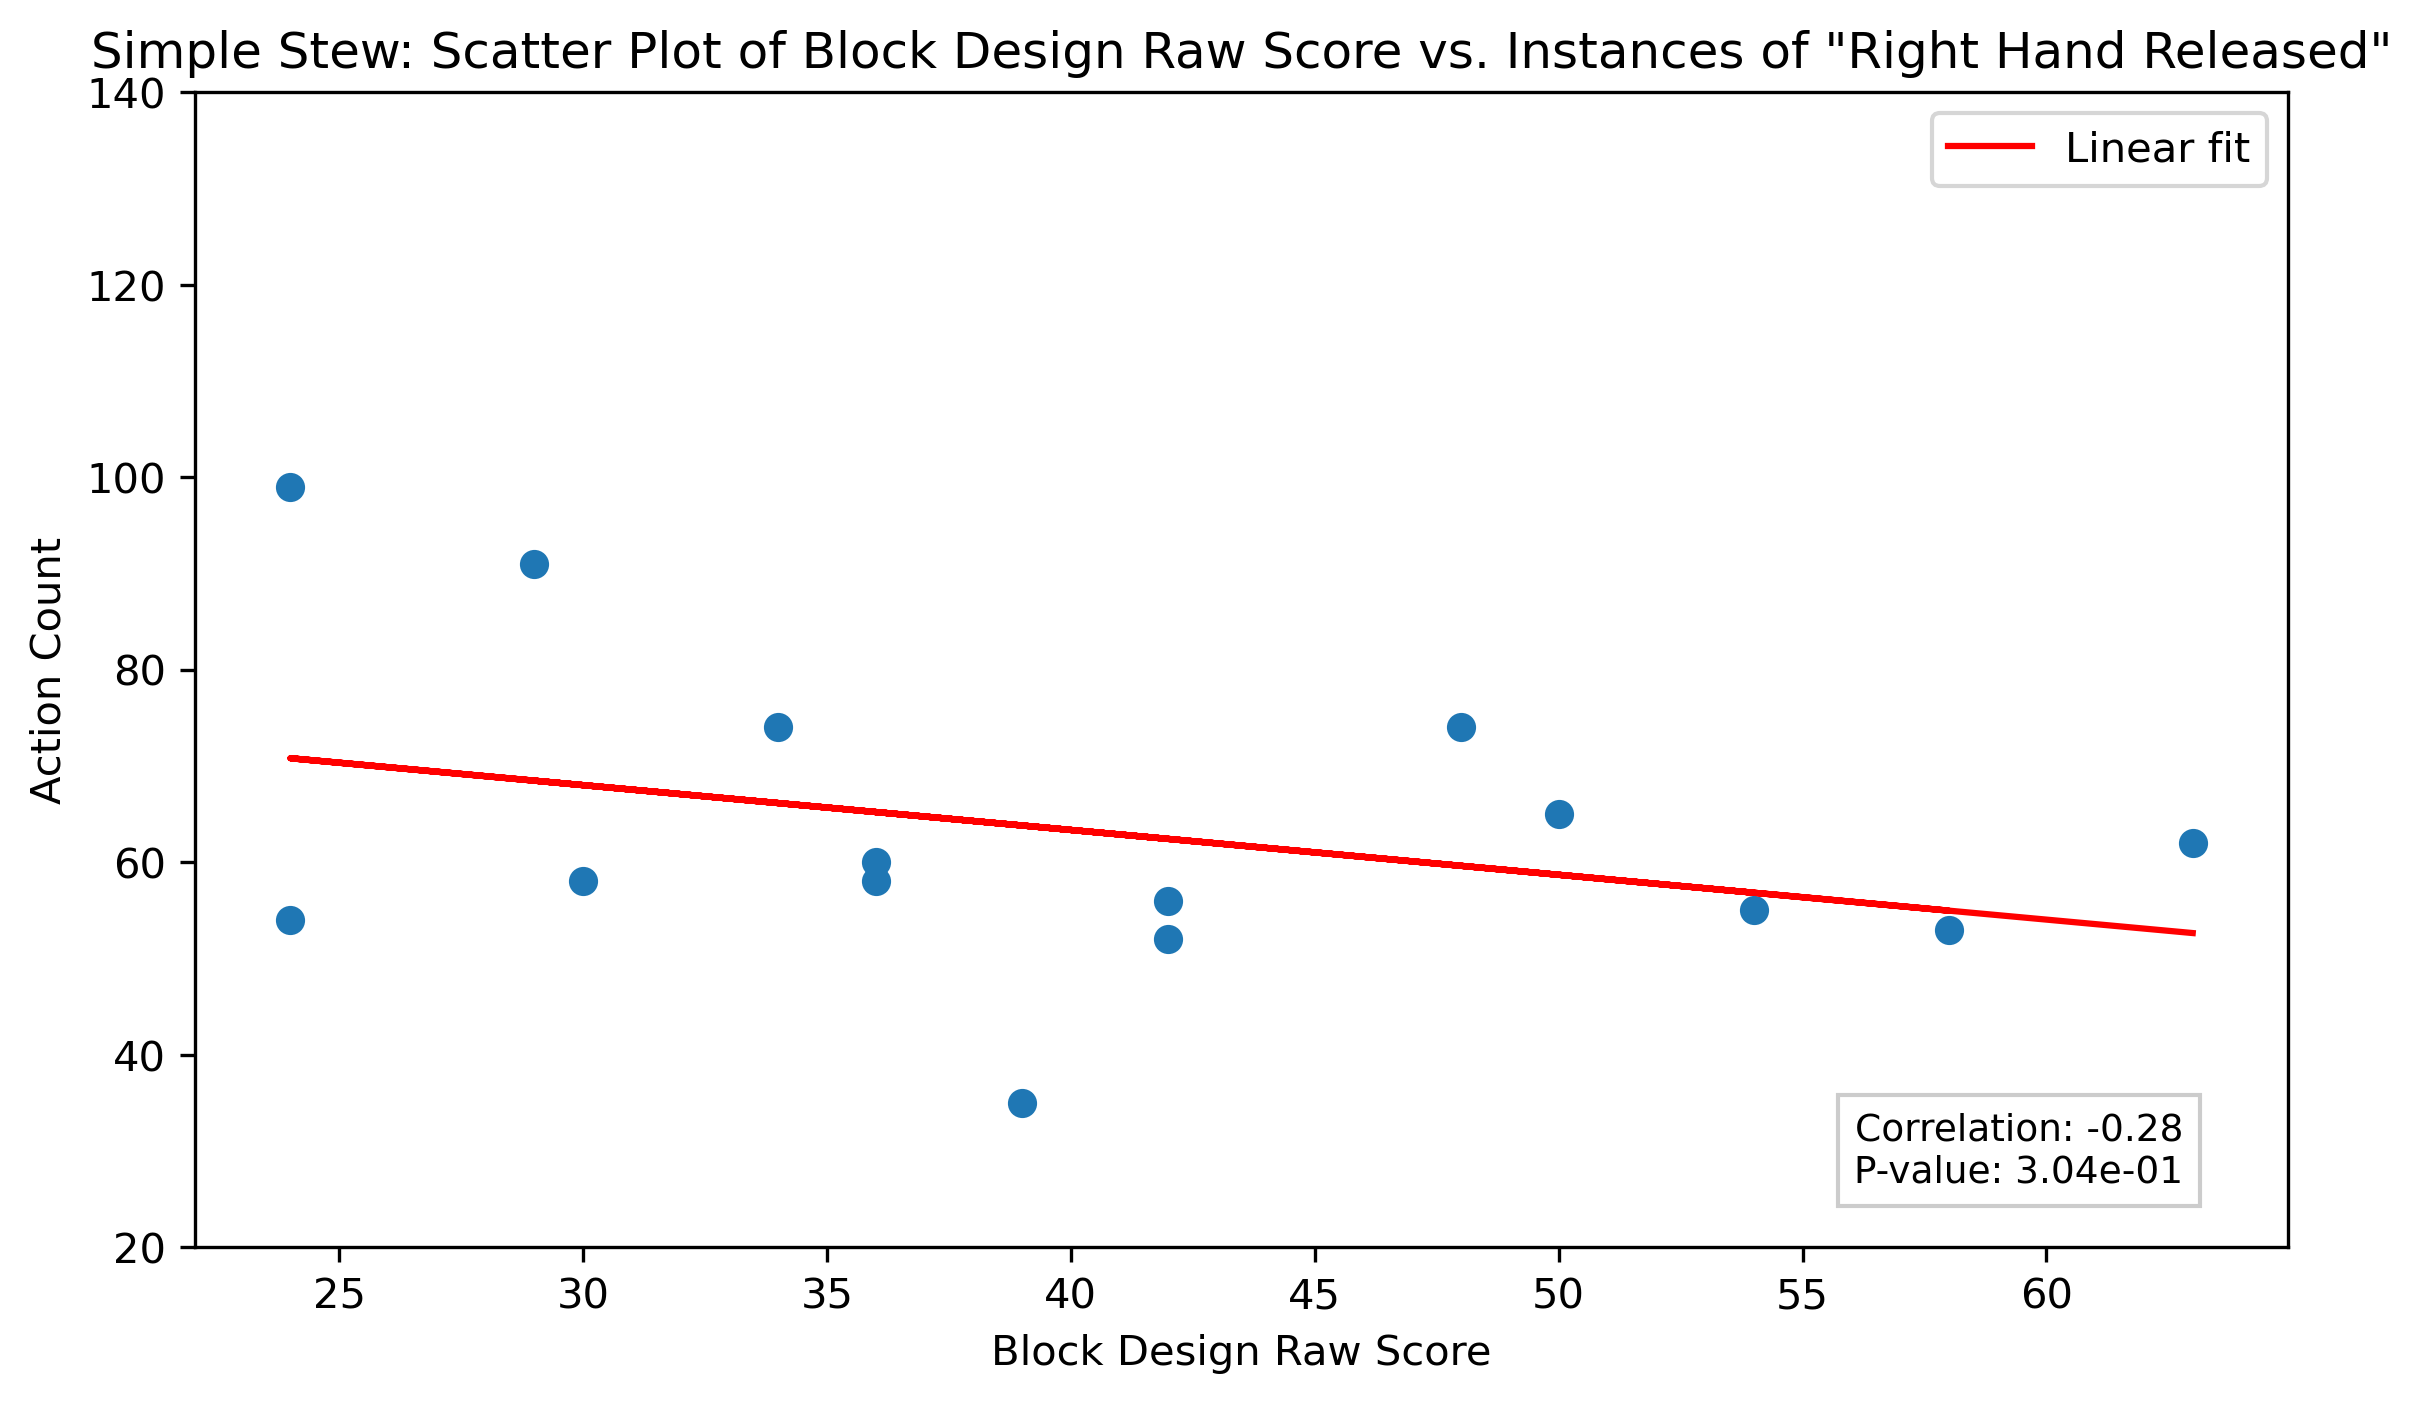 Simple Stew: Scatter Plot of Block Design Raw Score vs. Instances of "Right Hand Released"
Linear fit
140
120
100
80
60
40
20
Action Count
Correlation: -0.28
P-value: 3.04e-01
25 30 35 40 45 50 55 60
Block Design Raw Score